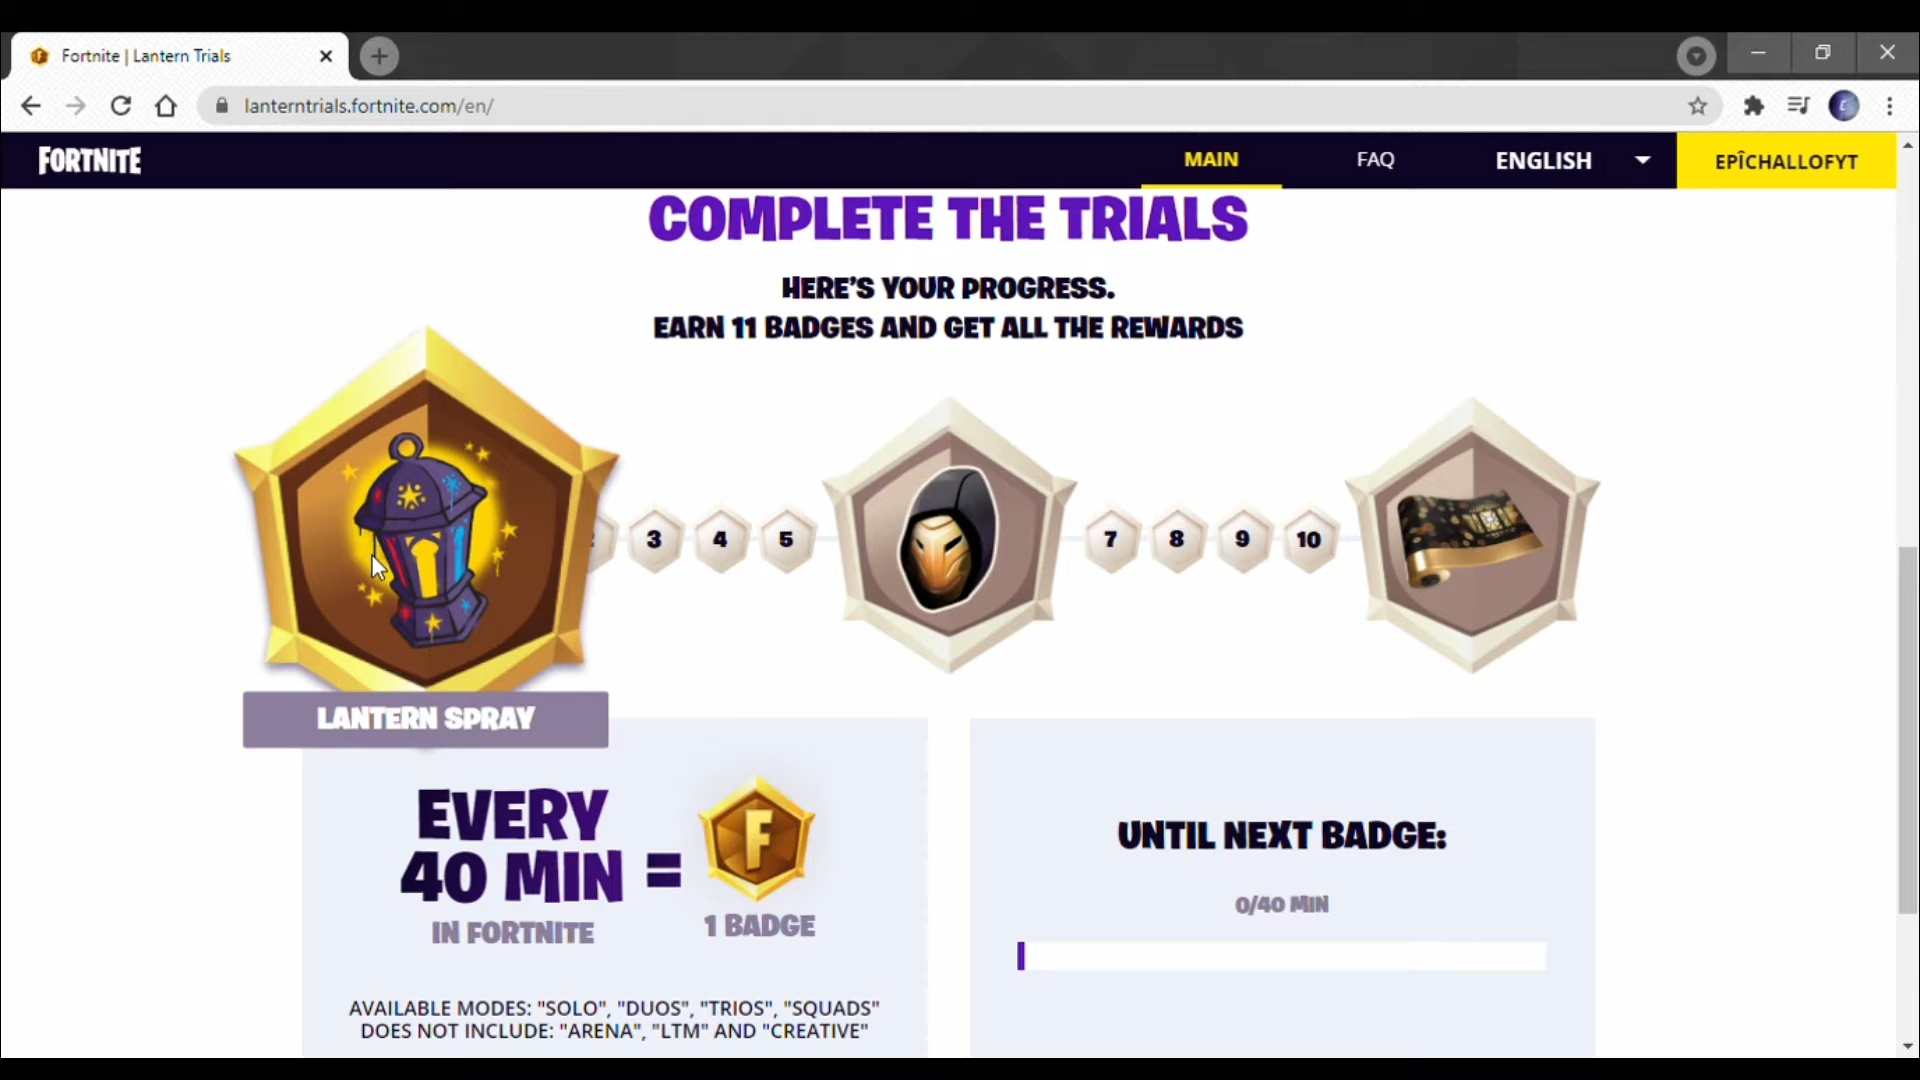 Fortnite | Lantern Trials
lanterntrials.fortnite.com/en/
FORTNITE
MAIN
FAQ
ENGLISH
EPÎCHALLOFYT
COMPLETE THE TRIALS
HERE'S YOUR PROGRESS.
EARN 11 BADGES AND GET ALL THE REWARDS
3 4 5 7 8 9 10
LANTERN SPRAY
EVERY
40 MIN =
IN FORTNITE
F
1 BADGE
AVAILABLE MODES: "SOLO", "DUOS", "TRIOS", "SQUADS"
DOES NOT INCLUDE: "ARENA", "LTM" AND "CREATIVE"
UNTIL NEXT BADGE:
0/40 MIN